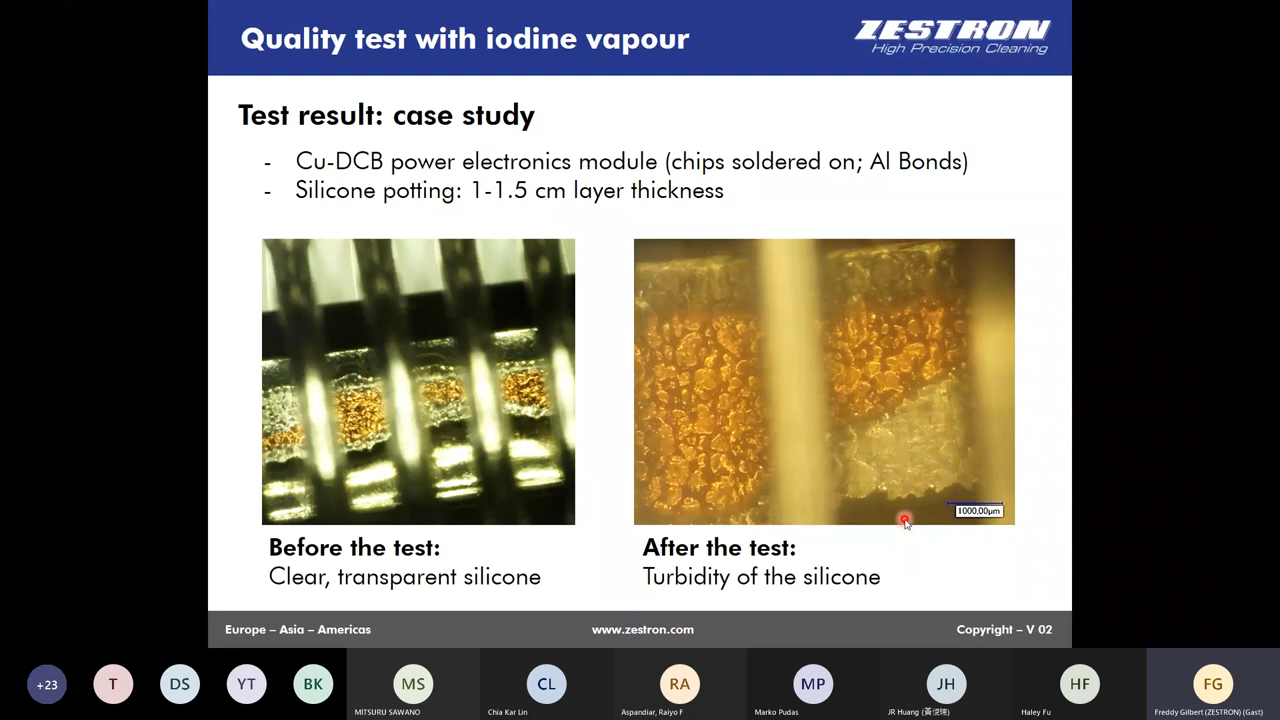 Quality test with iodine vapour
ZESTRON
High Precision Cleaning
Test result: case study
- Cu-DCB power electronics module (chips soldered on; Al Bonds)
- Silicone potting: 1-1.5 cm layer thickness
1000,00µm
Before the test:
Clear, transparent silicone
After the test:
Turbidity of the silicone
Europe – Asia – Americas
www.zestron.com
Copyright – V 02
+23
T
DS
YT
BK
MS
CL
RA
MP
JH
HF
FG
MITSURU SAWANO
Chia Kar Lin
Aspandiar, Raiyo F
Marko Pudas
JR Huang (黃俊瑞)
Haley Fu
Freddy Gilbert (ZESTRON) (Gast)